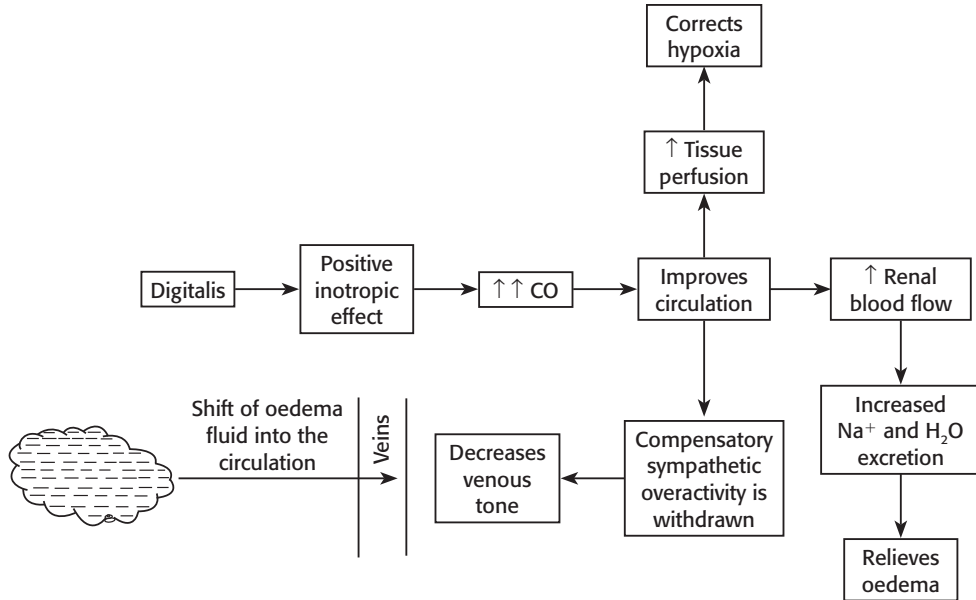 Corrects
hypoxia
↑ Tissue
perfusion
Digitalis
Positive
inotropic
effect
↑ ↑ CO
Improves
circulation
↑ Renal
blood flow
Shift of oedema
fluid into the
circulation
Veins
Decreases
venous
tone
Compensatory
sympathetic
overactivity is
withdrawn
Increased
Na⁺ and H₂O
excretion
Relieves
oedema